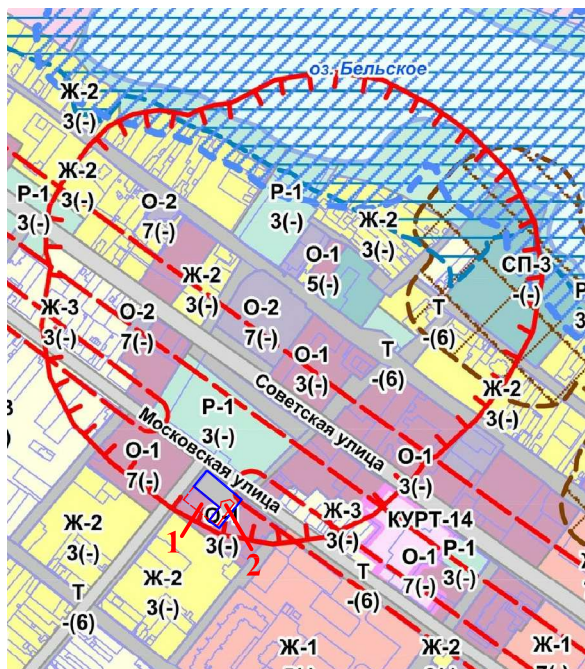 оз. Бельское
Ж-2
3(-)
Ж-2
3(-)
Р-1
3(-)
О-2
7(-)
Р-1
3(-)
Ж-2
3(-)
О-1
5(-)
СП-3
-(-)
Ж-2
3(-)
Р
3
Ж-3
3(-)
О-2
7(-)
О-2
7(-)
Т
-(6)
О-1
3(-)
Т
-(6)
Ж-2
3(-)
Советская улица
Р-1
3(-)
Московская улица
О-1
7(-)
О-1
3(-)
Ж-3
3(-)
КУРТ-14
Ж-2
3(-)
1
3(-)
2
О-1
7(-)
Р-1
3(-)
Т
-(6)
Ж-2
3(-)
Т
-(6)
Ж-1
Ж-2
Ж-1